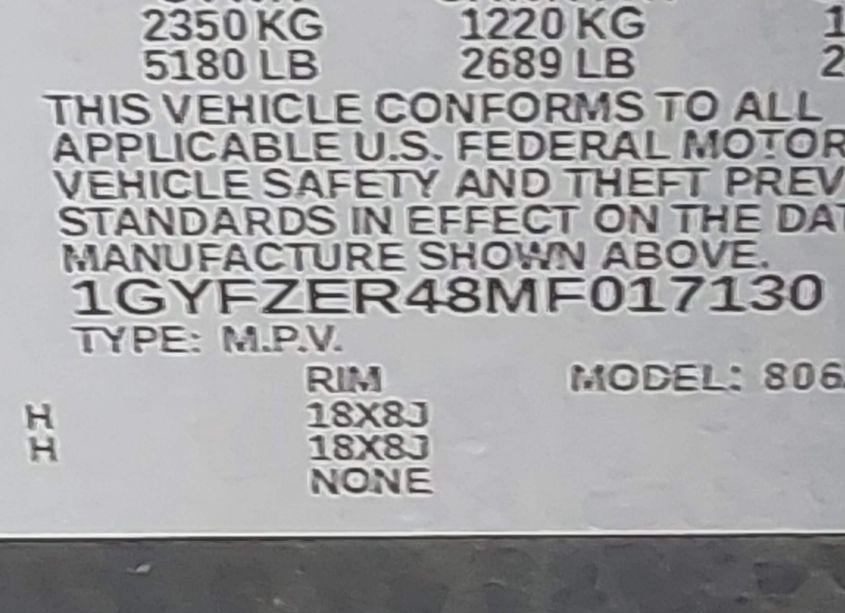 2350 KG 1220 KG 1
5180 LB 2689 LB 2
THIS VEHICLE CONFORMS TO ALL
APPLICABLE U.S. FEDERAL MOTOR
VEHICLE SAFETY AND THEFT PREV
STANDARDS IN EFFECT ON THE DAT
MANUFACTURE SHOWN ABOVE.
1GYFZER48MF017130
TYPE: M.P.V.
RIM MODEL: 806
H 18X8J
H 18X8J
NONE